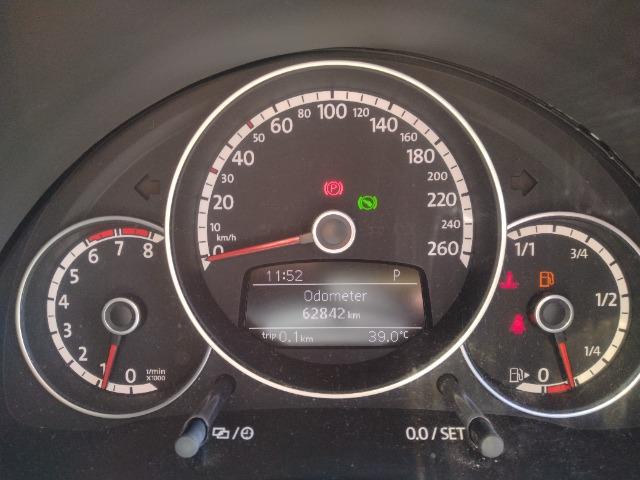 100
80 120
60 140
50 160
40 180
30 200
20 220
10 240
km/h
0 260
P
11:52 P
Odometer
62842 km
trip 0.1 km 39.0°C
6 7 8
5
4
3
2
1 0
1/min
x1000
1/1 3/4
1/2
1/4
0
0.0 / SET